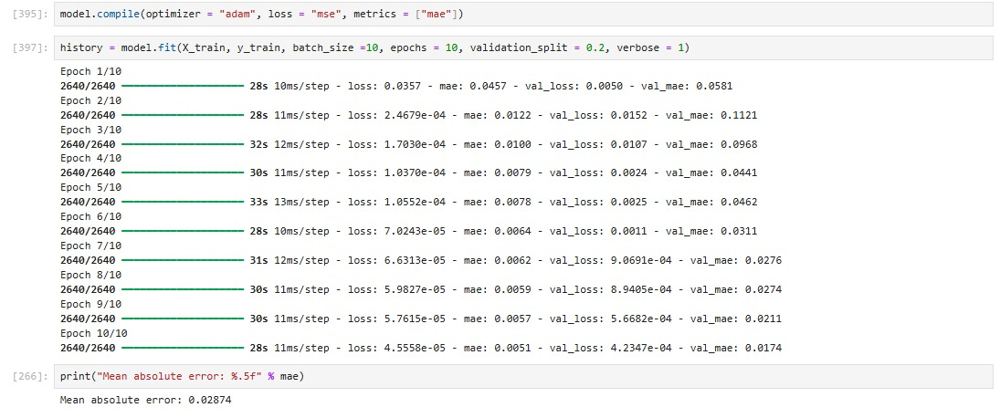 [395]: model.compile(optimizer = "adam", loss = "mse", metrics = ["mae"])
[397]: history = model.fit(X_train, y_train, batch_size =10, epochs = 10, validation_split = 0.2, verbose = 1)
Epoch 1/10
2640/2640 ━━━━━━━━━━━━━━━━━━━━ 28s 10ms/step - loss: 0.0357 - mae: 0.0457 - val_loss: 0.0050 - val_mae: 0.0581
Epoch 2/10
2640/2640 ━━━━━━━━━━━━━━━━━━━━ 28s 11ms/step - loss: 2.4679e-04 - mae: 0.0122 - val_loss: 0.0152 - val_mae: 0.1121
Epoch 3/10
2640/2640 ━━━━━━━━━━━━━━━━━━━━ 32s 12ms/step - loss: 1.7030e-04 - mae: 0.0100 - val_loss: 0.0107 - val_mae: 0.0968
Epoch 4/10
2640/2640 ━━━━━━━━━━━━━━━━━━━━ 30s 11ms/step - loss: 1.0370e-04 - mae: 0.0079 - val_loss: 0.0024 - val_mae: 0.0441
Epoch 5/10
2640/2640 ━━━━━━━━━━━━━━━━━━━━ 33s 13ms/step - loss: 1.0552e-04 - mae: 0.0078 - val_loss: 0.0025 - val_mae: 0.0462
Epoch 6/10
2640/2640 ━━━━━━━━━━━━━━━━━━━━ 28s 10ms/step - loss: 7.0243e-05 - mae: 0.0064 - val_loss: 0.0011 - val_mae: 0.0311
Epoch 7/10
2640/2640 ━━━━━━━━━━━━━━━━━━━━ 31s 12ms/step - loss: 6.6313e-05 - mae: 0.0062 - val_loss: 9.0691e-04 - val_mae: 0.0276
Epoch 8/10
2640/2640 ━━━━━━━━━━━━━━━━━━━━ 30s 11ms/step - loss: 5.9827e-05 - mae: 0.0059 - val_loss: 8.9405e-04 - val_mae: 0.0274
Epoch 9/10
2640/2640 ━━━━━━━━━━━━━━━━━━━━ 30s 11ms/step - loss: 5.7615e-05 - mae: 0.0057 - val_loss: 5.6682e-04 - val_mae: 0.0211
Epoch 10/10
2640/2640 ━━━━━━━━━━━━━━━━━━━━ 28s 11ms/step - loss: 4.5558e-05 - mae: 0.0051 - val_loss: 4.2347e-04 - val_mae: 0.0174
[266]: print("Mean absolute error: %.5f" % mae)
Mean absolute error: 0.02874